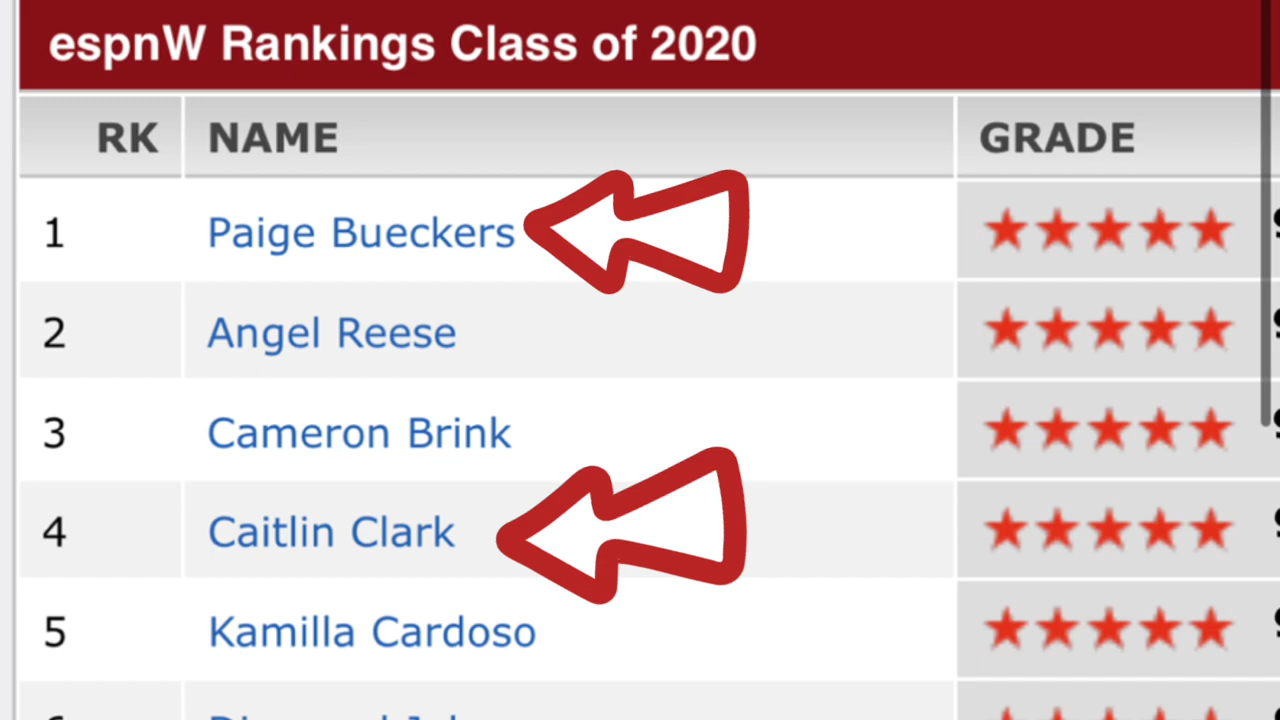 espnW Rankings Class of 2020
RK NAME GRADE
1 Paige Bueckers ★★★★★
2 Angel Reese ★★★★★
3 Cameron Brink ★★★★★
4 Caitlin Clark ★★★★★
5 Kamilla Cardoso ★★★★★